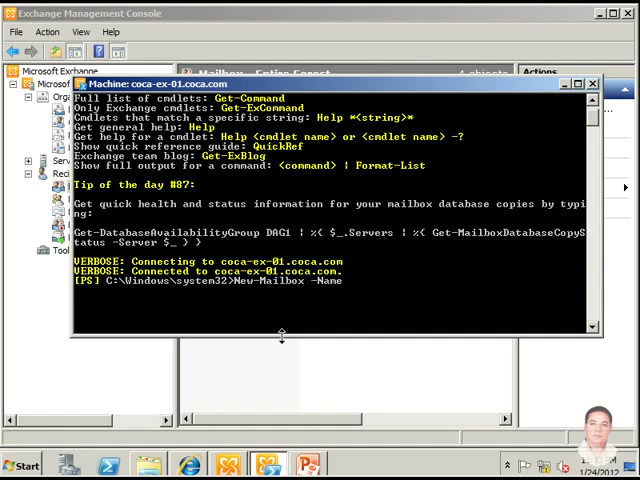 Exchange Management Console
File Action View Help
Microsoft Exchange
Mailbox - Entire Forest
4 objects
Actions
Microsof
Orga
Serv
Reci
Tool
Machine: coca-ex-01.coca.com
Full list of cmdlets: Get-Command
Only Exchange cmdlets: Get-ExCommand
Cmdlets that match a specific string: Help *<string>*
Get general help: Help
Get help for a cmdlet: Help <cmdlet name> or <cmdlet name> -?
Show quick reference guide: QuickRef
Exchange team blog: Get-ExBlog
Show full output for a command: <command> | Format-List
Tip of the day #87:
Get quick health and status information for your mailbox database copies by typi
ng:
Get-DatabaseAvailabilityGroup DAG1 | %{ $_.Servers | %{ Get-MailboxDatabaseCopyS
tatus -Server $_ } }
VERBOSE: Connecting to coca-ex-01.coca.com
VERBOSE: Connected to coca-ex-01.coca.com.
[PS] C:\Windows\system32>New-Mailbox -Name
Start
1/24/2012